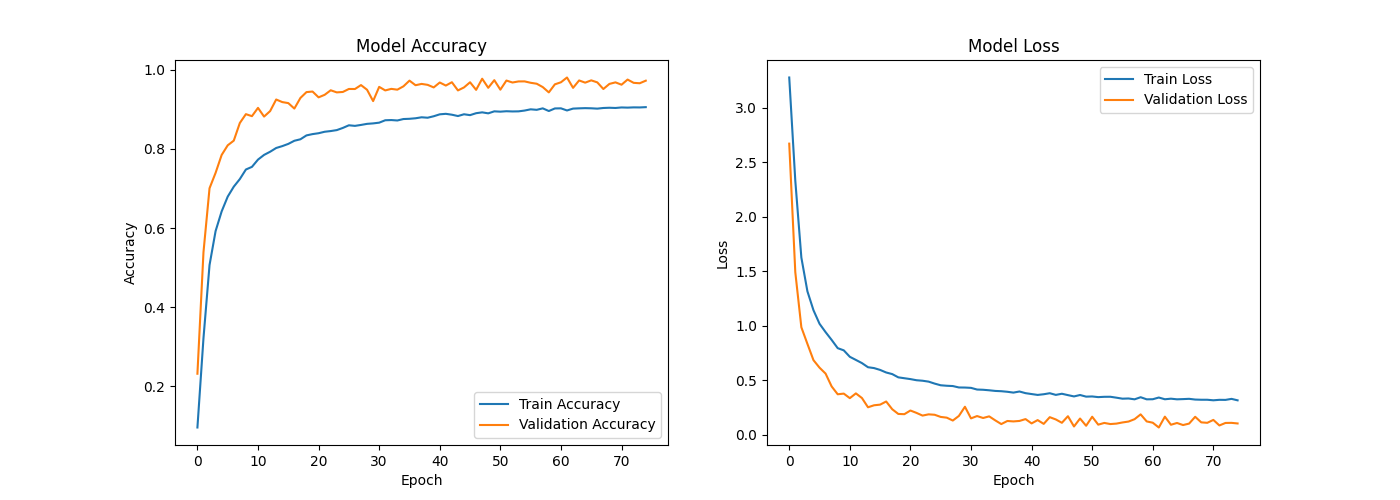 Model Accuracy
1.0
0.8
0.6
0.4
0.2
Accuracy
0 10 20 30 40 50 60 70
Epoch
Train Accuracy
Validation Accuracy
Model Loss
3.0
2.5
2.0
1.5
1.0
0.5
0.0
Loss
0 10 20 30 40 50 60 70
Epoch
Train Loss
Validation Loss